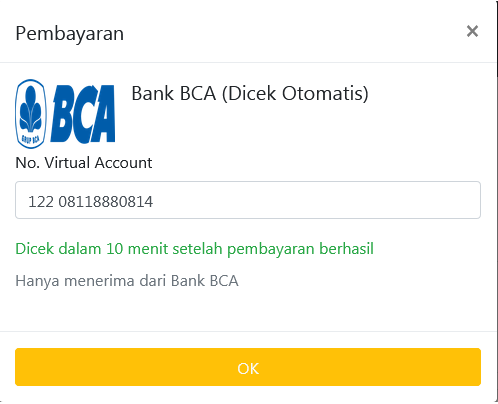 Pembayaran
×
Bank BCA (Dicek Otomatis)
BCA
GRUP BCA
No. Virtual Account
122 08118880814
Dicek dalam 10 menit setelah pembayaran berhasil
Hanya menerima dari Bank BCA
OK